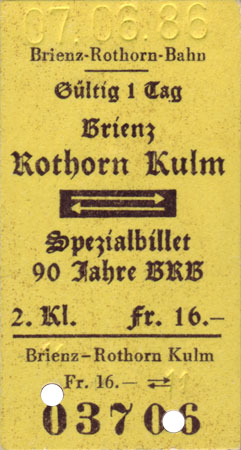 07.06.86
Brienz-Rothorn-Bahn
Gültig 1 Tag
Brienz
Rothorn Kulm
Spezialbillet
90 Jahre BRB
2. Kl. Fr. 16.–
Brienz–Rothorn Kulm
Fr. 16.–
03706